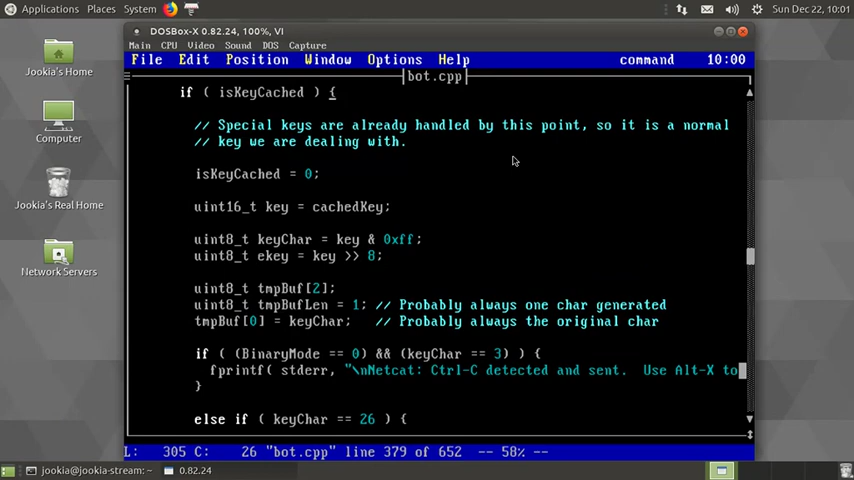 Applications Places System
Sun Dec 22, 10:01
DOSBox-X 0.82.24, 100%, VI
Main CPU Video Sound DOS Capture
File Edit Position Window Options Help command 10:00
bot.cpp
if ( isKeyCached ) {
// Special keys are already handled by this point, so it is a normal
// key we are dealing with.
isKeyCached = 0;
uint16_t key = cachedKey;
uint8_t keyChar = key & 0xff;
uint8_t ekey = key >> 8;
uint8_t tmpBuf[2];
uint8_t tmpBufLen = 1; // Probably always one char generated
tmpBuf[0] = keyChar; // Probably always the original char
if ( (BinaryMode == 0) && (keyChar == 3) ) {
fprintf( stderr, "\nNetcat: Ctrl-C detected and sent. Use Alt-X to
}
else if ( keyChar == 26 ) {
L: 305 C: 26 "bot.cpp" line 379 of 652 -- 58% --
Jookia's Home
Computer
Jookia's Real Home
Network Servers
jookia@jookia-stream: ~
0.82.24